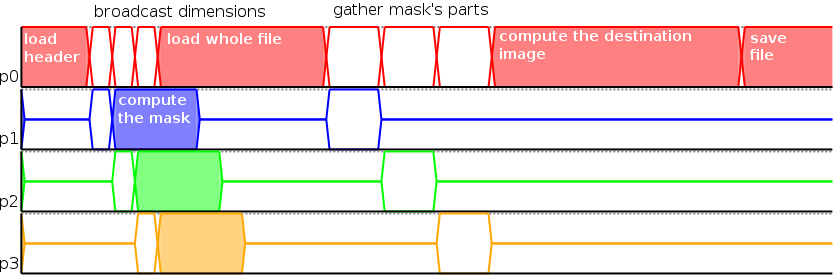 broadcast dimensions
gather mask's parts
load
header
load whole file
compute the destination
image
save
file
p0
compute
the mask
p1
p2
p3